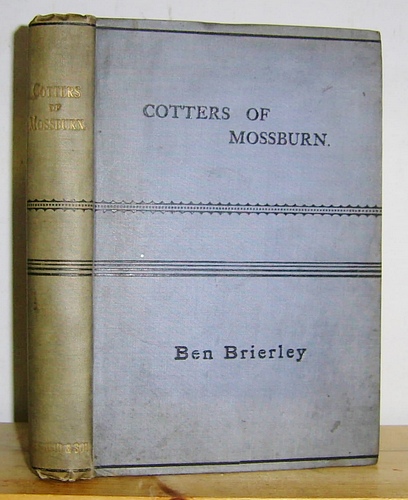 COTTERS
OF
MOSSBURN
COTTERS OF
MOSSBURN.
Ben Brierley